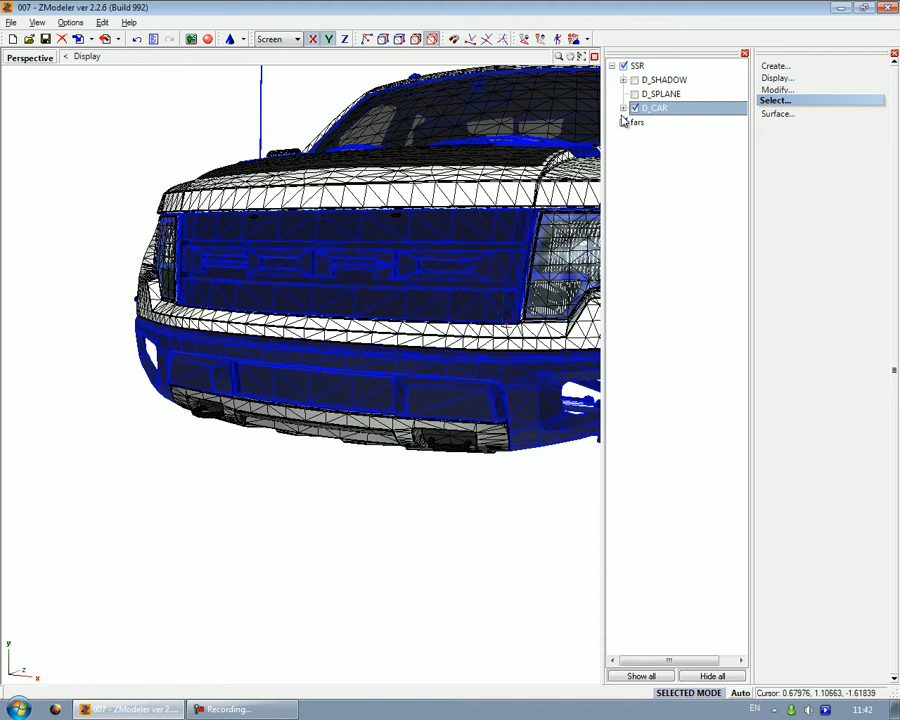 007 - ZModeler ver 2.2.6 (Build 992)
File View Options Edit Help
Screen X Y Z
Perspective < Display
SSR
D_SHADOW
D_SPLANE
D_CAR
fars
Create...
Display...
Modify...
Select...
Surface...
y
z
x
Show all Hide all
SELECTED MODE Auto Cursor: 0.67976, 1.10663, -1.61839
007 - ZModeler ver 2.... Recording... EN 11:42